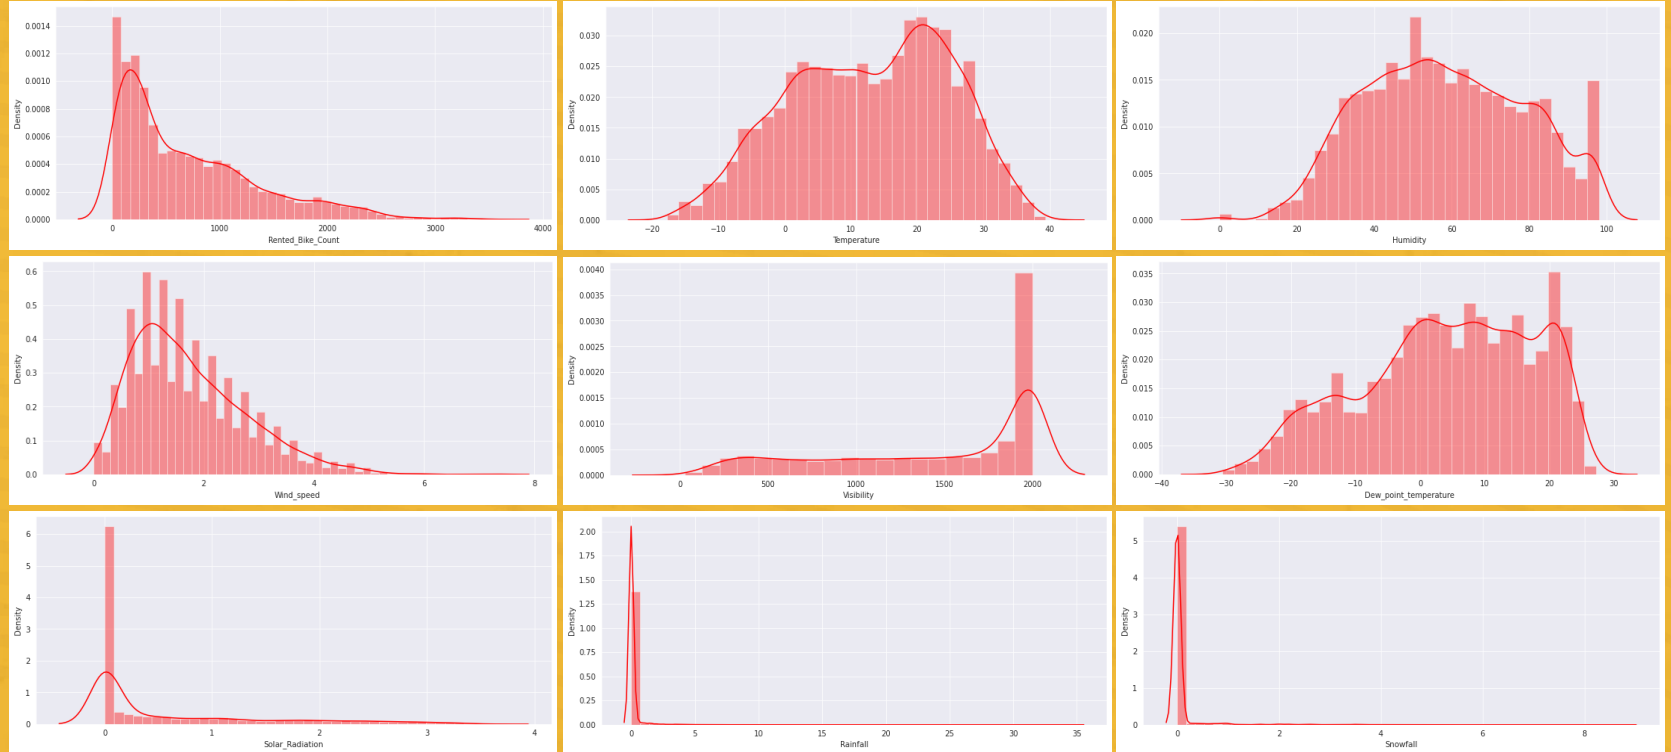 0.0014
0.0012
0.0010
0.0008
0.0006
0.0004
0.0002
0.0000
Density
0 1000 2000 3000 4000
Rented_Bike_Count
0.030
0.025
0.020
0.015
0.010
0.005
0.000
Density
−20 −10 0 10 20 30 40
Temperature
0.020
0.015
0.010
0.005
0.000
Density
0 20 40 60 80 100
Humidity
0.6
0.5
0.4
0.3
0.2
0.1
0.0
Density
0 2 4 6 8
Wind_speed
0.0040
0.0035
0.0030
0.0025
0.0020
0.0015
0.0010
0.0005
0.0000
Density
0 500 1000 1500 2000
Visibility
0.035
0.030
0.025
0.020
0.015
0.010
0.005
0.000
Density
−40 −30 −20 −10 0 10 20 30
Dew_point_temperature
6
5
4
3
2
1
0
Density
0 1 2 3 4
Solar_Radiation
2.00
1.75
1.50
1.25
1.00
0.75
0.50
0.25
0.00
Density
0 5 10 15 20 25 30 35
Rainfall
5
4
3
2
1
0
Density
0 2 4 6 8
Snowfall